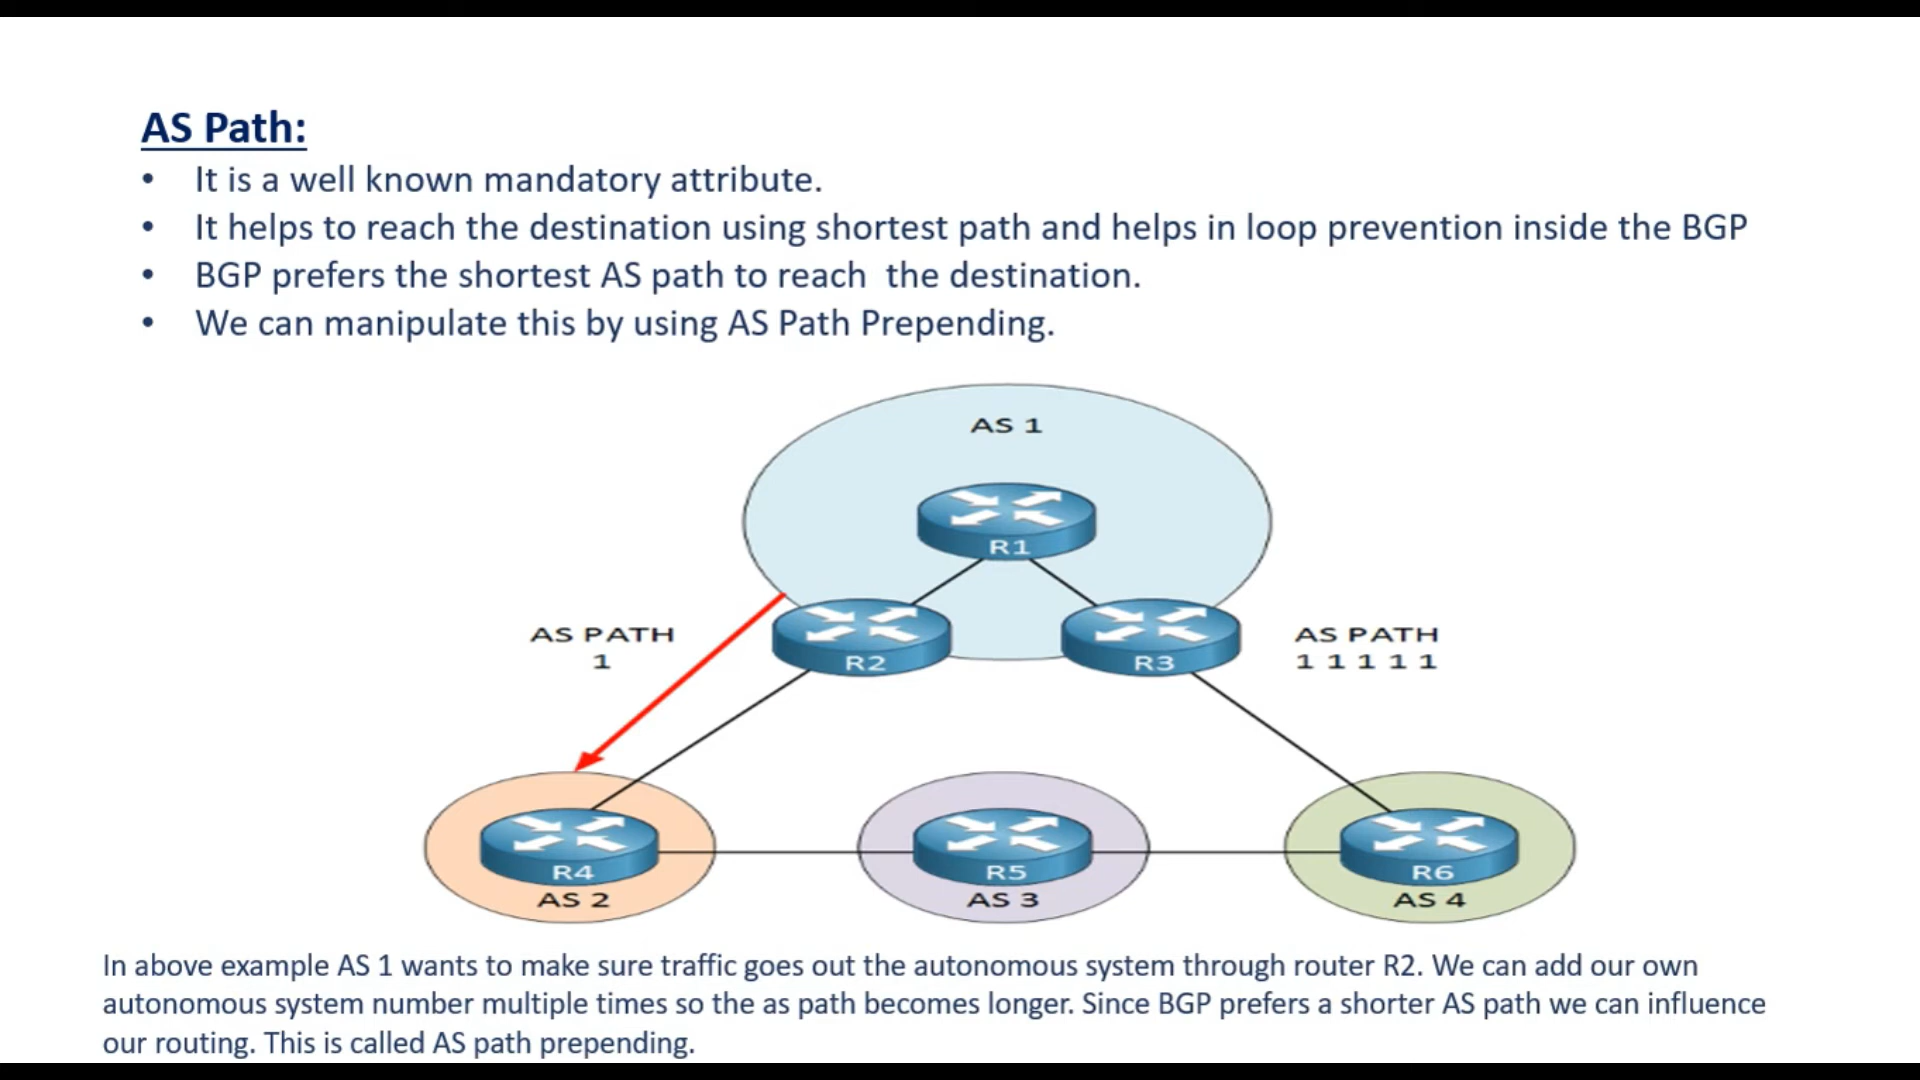 AS Path:
• It is a well known mandatory attribute.
• It helps to reach the destination using shortest path and helps in loop prevention inside the BGP
• BGP prefers the shortest AS path to reach the destination.
• We can manipulate this by using AS Path Prepending.
AS 1
R1
AS PATH
1
R2
R3
AS PATH
1 1 1 1 1
R4
AS 2
R5
AS 3
R6
AS 4
In above example AS 1 wants to make sure traffic goes out the autonomous system through router R2. We can add our own
autonomous system number multiple times so the as path becomes longer. Since BGP prefers a shorter AS path we can influence
our routing. This is called AS path prepending.